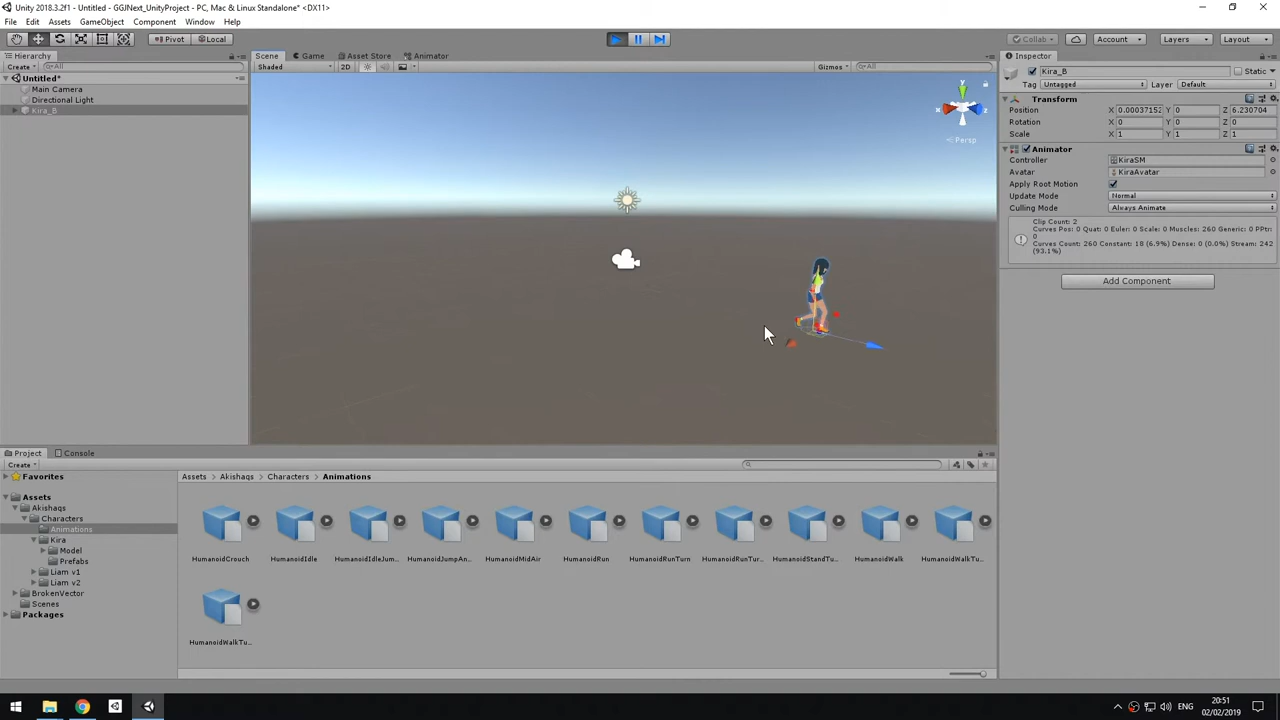 Unity 2018.3.2f1 - Untitled - GGJNext_UnityProject - PC, Mac & Linux Standalone* <DX11>
File Edit Assets GameObject Component Window Help
Pivot Local Collab Account Layers Layout
Hierarchy Scene Game Asset Store Animator Inspector
Create All Shaded 2D Gizmos All Kira_B Static
Untitled* Tag Untagged Layer Default
Main Camera
Directional Light
Kira_B
y x z
Persp
Transform
Position X 0.00037152 Y 0 Z 6.230704
Rotation X 0 Y 0 Z 0
Scale X 1 Y 1 Z 1
Animator
Controller KiraSM
Avatar KiraAvatar
Apply Root Motion
Update Mode Normal
Culling Mode Always Animate
Clip Count: 2
Curves Pos: 0 Quat: 0 Euler: 0 Scale: 0 Muscles: 260 Generic: 0 PPtr:
0
Curves Count: 260 Constant: 18 (6.9%) Dense: 0 (0.0%) Stream: 242
(93.1%)
Add Component
Project Console
Create
Favorites
Assets
Akishaqs
Characters
Animations
Kira
Model
Prefabs
Liam v1
Liam v2
BrokenVector
Scenes
Packages
Assets Akishaqs Characters Animations
HumanoidCrouch HumanoidIdle HumanoidIdleJum... HumanoidJumpAn... HumanoidMidAir HumanoidRun HumanoidRunTurn HumanoidRunTur... HumanoidStandTu... HumanoidWalk HumanoidWalkTu...
HumanoidWalkTu...
ENG
20:51
02/02/2019